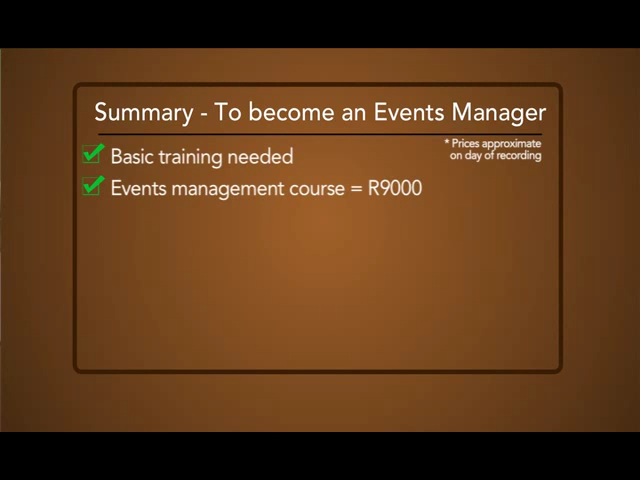 Summary - To become an Events Manager
* Prices approximate
on day of recording
Basic training needed
Events management course = R9000